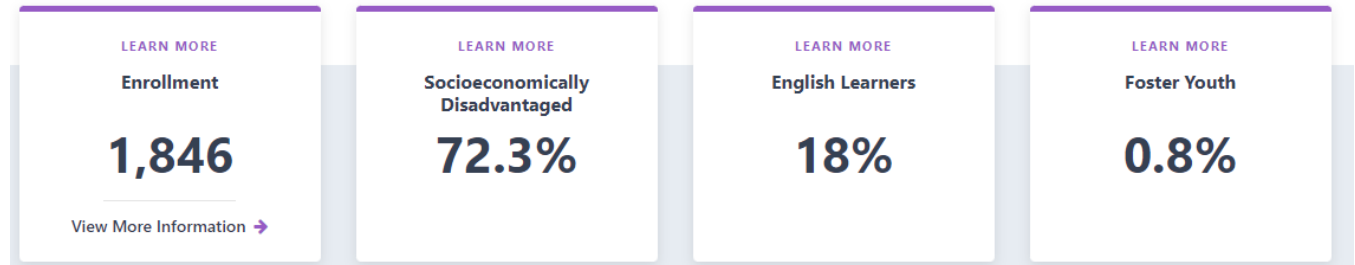 LEARN MORE
Enrollment
1,846
View More Information
LEARN MORE
Socioeconomically
Disadvantaged
72.3%
LEARN MORE
English Learners
18%
LEARN MORE
Foster Youth
0.8%